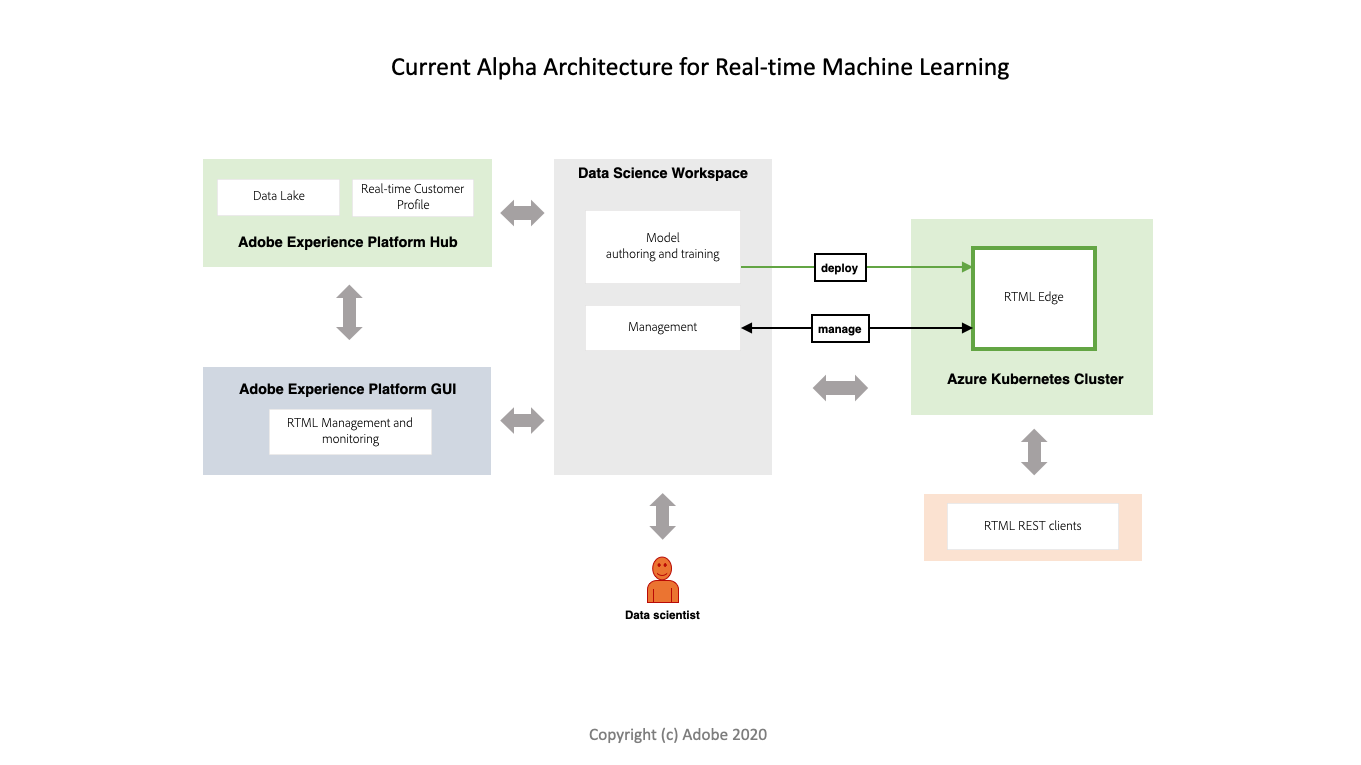 Current Alpha Architecture for Real-time Machine Learning
Data Lake
Real-time Customer
Profile
Adobe Experience Platform Hub
Adobe Experience Platform GUI
RTML Management and
monitoring
Data Science Workspace
Model
authoring and training
Management
deploy
manage
RTML Edge
Azure Kubernetes Cluster
RTML REST clients
Data scientist
Copyright (c) Adobe 2020